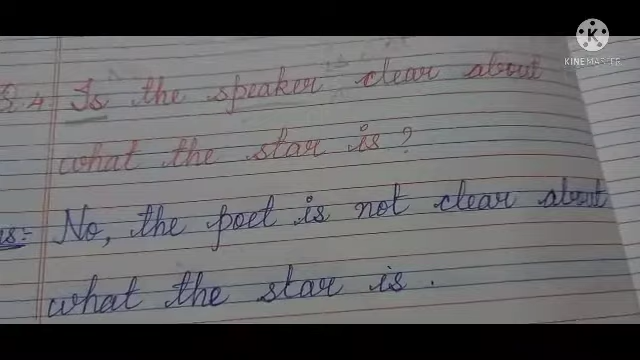 Q.4 Is the speaker clear about
what the star is?
Ans:- No, the poet is not clear about
what the star is.
K
KINEMASTER